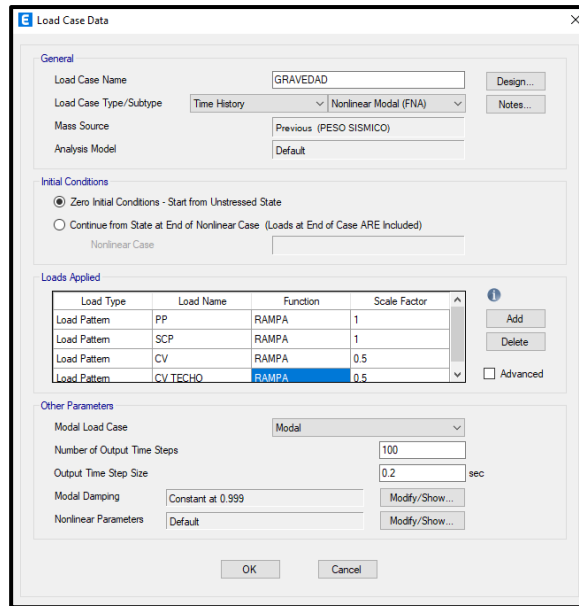 E Load Case Data
General
Load Case Name GRAVEDAD Design...
Load Case Type/Subtype Time History Nonlinear Modal (FNA) Notes...
Mass Source Previous (PESO SISMICO)
Analysis Model Default
Initial Conditions
Zero Initial Conditions - Start from Unstressed State
Continue from State at End of Nonlinear Case (Loads at End of Case ARE Included)
Nonlinear Case
Loads Applied
Load Type Load Name Function Scale Factor
Load Pattern PP RAMPA 1 Add
Load Pattern SCP RAMPA 1 Delete
Load Pattern CV RAMPA 0.5
Load Pattern CV TECHO RAMPA 0.5 Advanced
Other Parameters
Modal Load Case Modal
Number of Output Time Steps 100
Output Time Step Size 0.2 sec
Modal Damping Constant at 0.999 Modify/Show...
Nonlinear Parameters Default Modify/Show...
OK Cancel